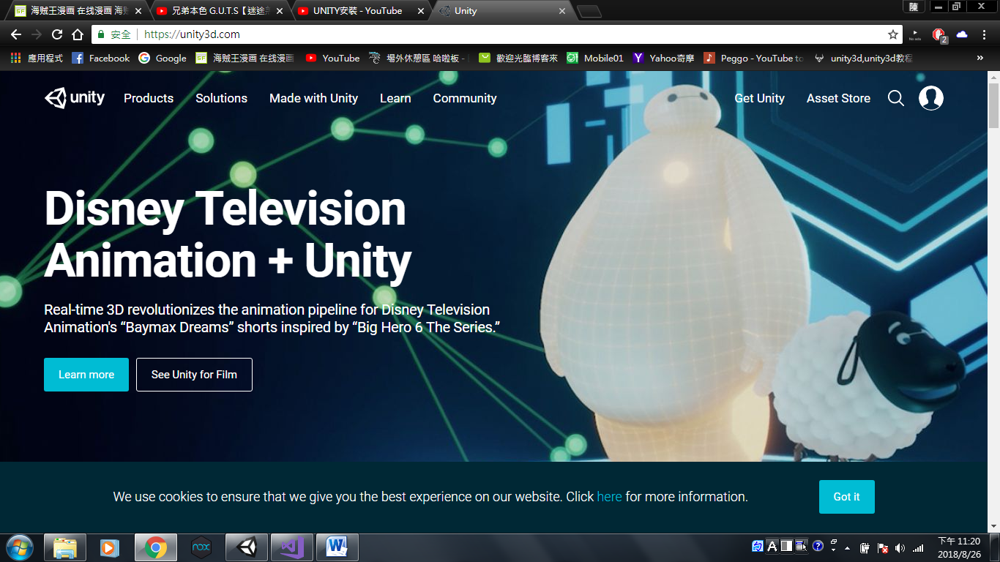 海賊王漫画 在线漫画 海賊
兄弟本色 G.U.T.S【迷途
UNITY安裝 - YouTube
Unity
陳
安全 https://unity3d.com
No ads
2
應用程式 Facebook Google 海賊王漫画 在线漫画 YouTube 場外休憩區 哈啦板 - 歡迎光臨博客來 Mobile01 Yahoo奇摩 Peggo - YouTube to unity3d,unity3d教程
unity Products Solutions Made with Unity Learn Community Get Unity Asset Store
Disney Television
Animation + Unity
Real-time 3D revolutionizes the animation pipeline for Disney Television
Animation's “Baymax Dreams” shorts inspired by “Big Hero 6 The Series.”
Learn more See Unity for Film
We use cookies to ensure that we give you the best experience on our website. Click here for more information. Got it
nox
A
下午 11:20
2018/8/26